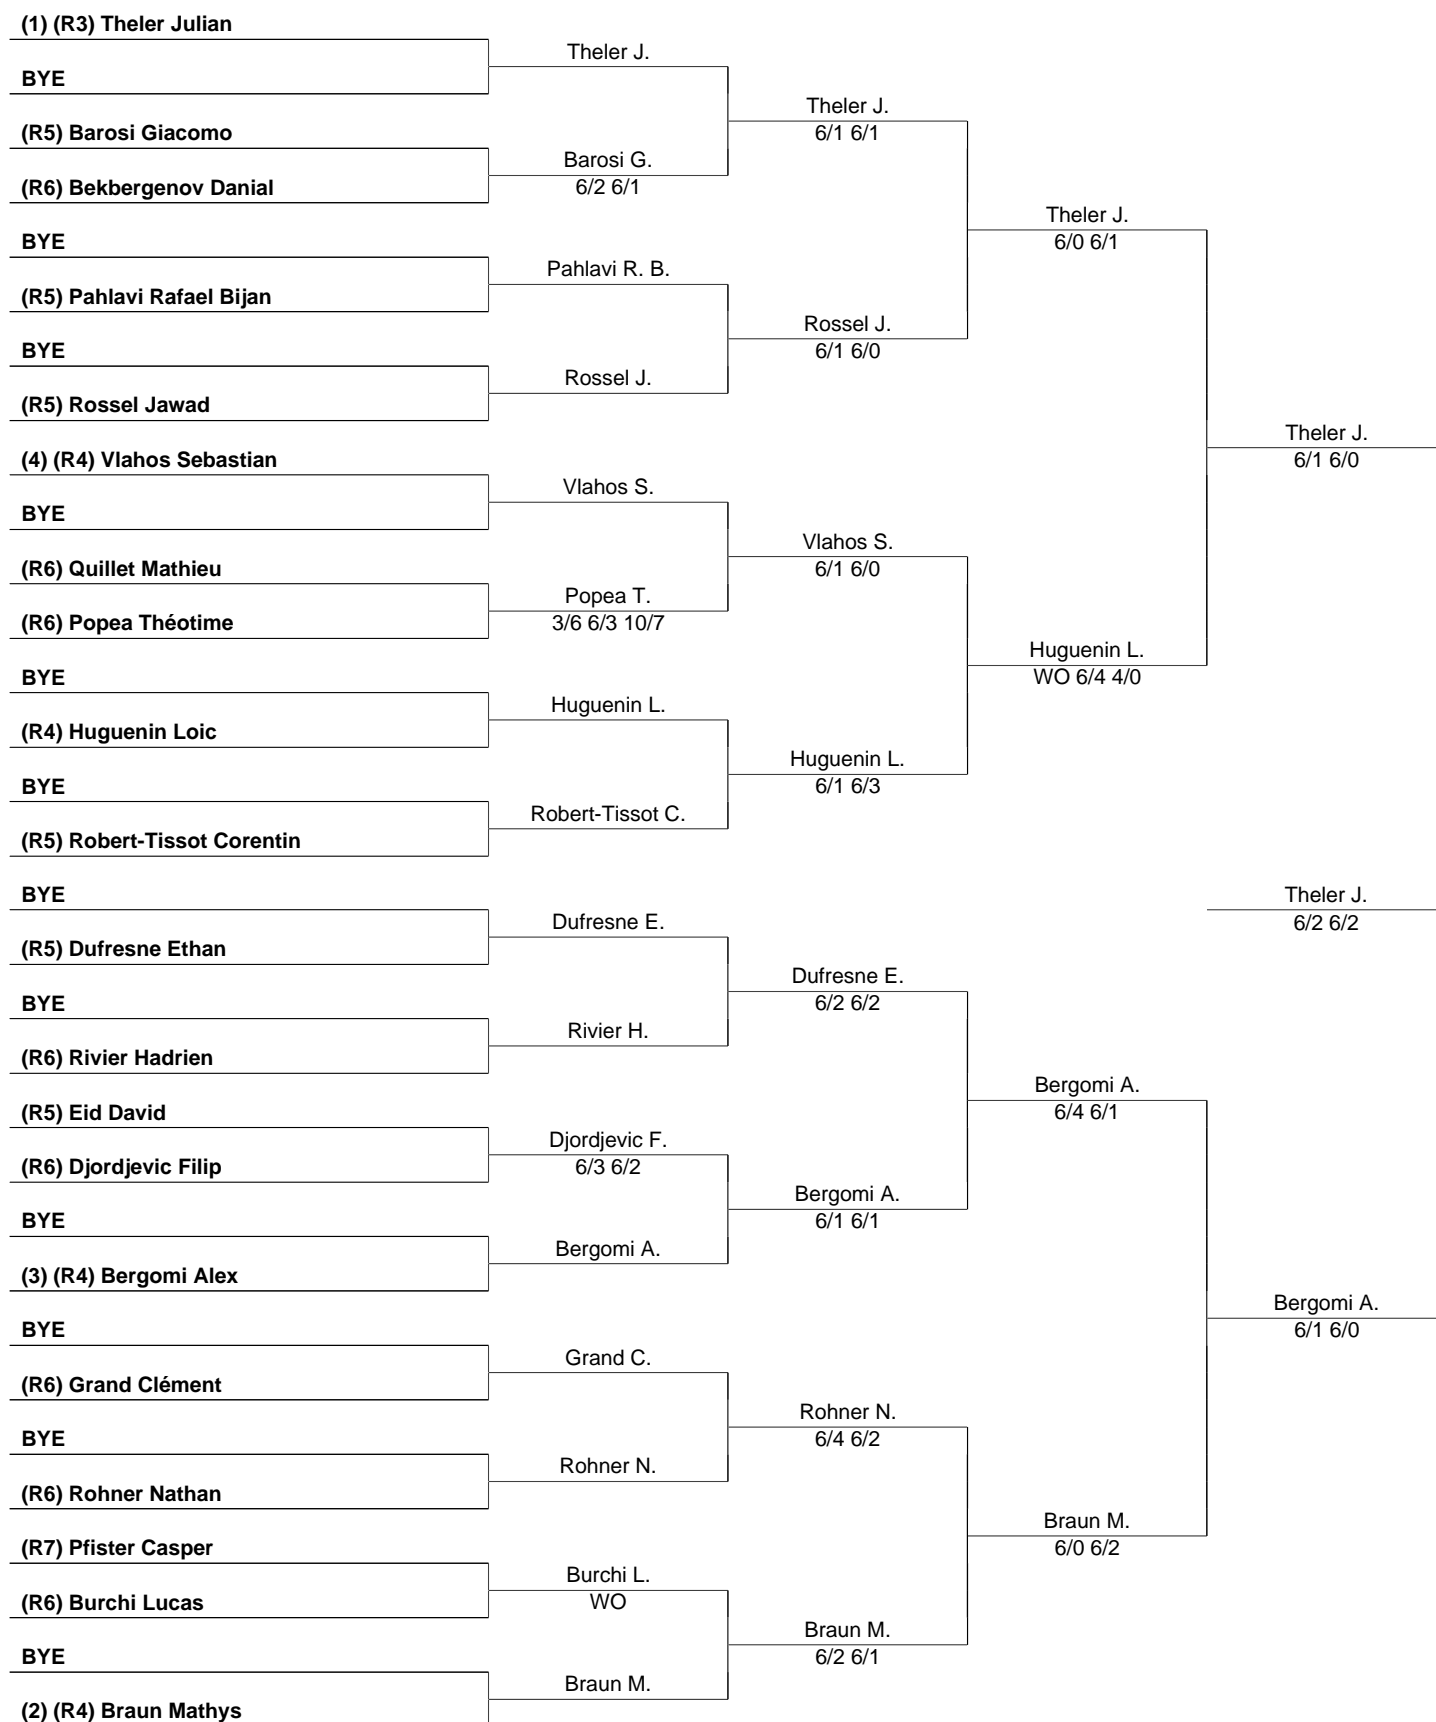 (1) (R3) Theler Julian
Theler J.
BYE
Theler J.
6/1 6/1
(R5) Barosi Giacomo
Barosi G.
6/2 6/1
(R6) Bekbergenov Danial
Theler J.
6/0 6/1
BYE
Pahlavi R. B.
(R5) Pahlavi Rafael Bijan
Rossel J.
6/1 6/0
BYE
Rossel J.
(R5) Rossel Jawad
Theler J.
6/1 6/0
(4) (R4) Vlahos Sebastian
Vlahos S.
BYE
Vlahos S.
6/1 6/0
(R6) Quillet Mathieu
Popea T.
3/6 6/3 10/7
(R6) Popea Théotime
Huguenin L.
WO 6/4 4/0
BYE
Huguenin L.
(R4) Huguenin Loic
Huguenin L.
6/1 6/3
BYE
Robert-Tissot C.
(R5) Robert-Tissot Corentin
BYE
Theler J.
6/2 6/2
Dufresne E.
(R5) Dufresne Ethan
Dufresne E.
6/2 6/2
BYE
Rivier H.
(R6) Rivier Hadrien
Bergomi A.
6/4 6/1
(R5) Eid David
Djordjevic F.
6/3 6/2
(R6) Djordjevic Filip
Bergomi A.
6/1 6/1
BYE
Bergomi A.
(3) (R4) Bergomi Alex
Bergomi A.
6/1 6/0
BYE
Grand C.
(R6) Grand Clément
Rohner N.
6/4 6/2
BYE
Rohner N.
(R6) Rohner Nathan
Braun M.
6/0 6/2
(R7) Pfister Casper
Burchi L.
WO
(R6) Burchi Lucas
Braun M.
6/2 6/1
BYE
Braun M.
(2) (R4) Braun Mathys